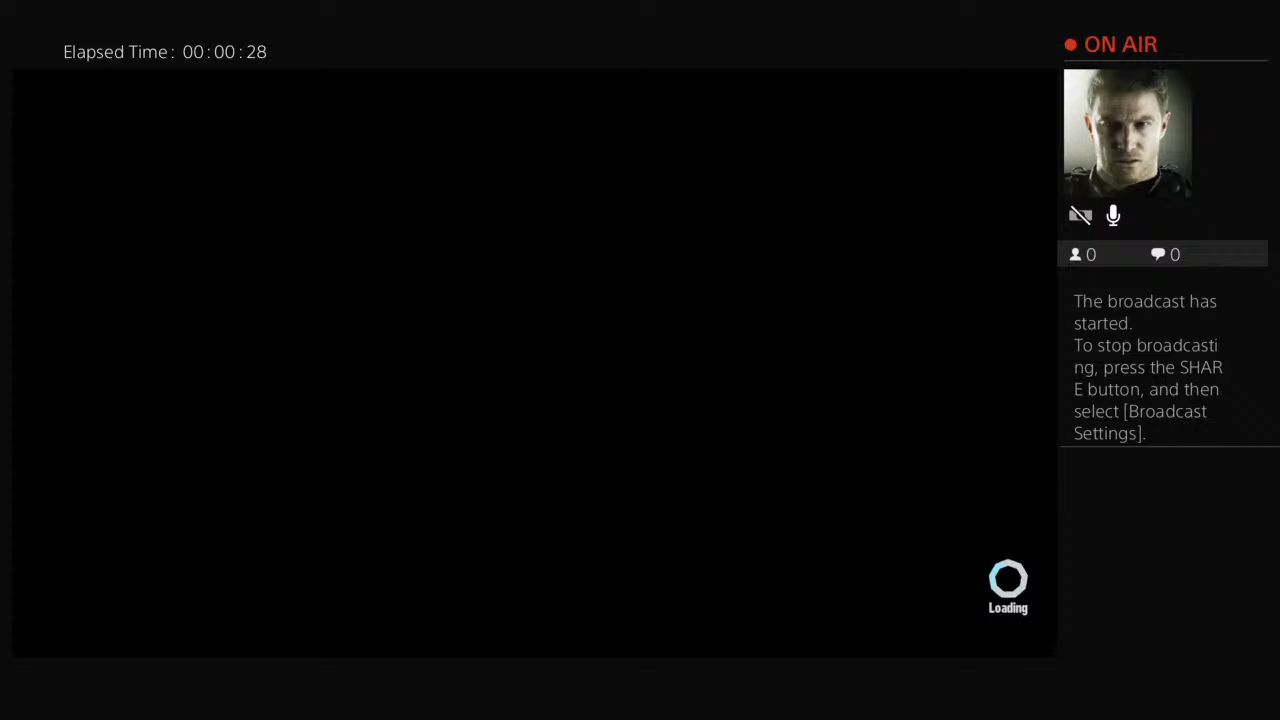 Elapsed Time: 00:00:28
ON AIR
0 0
The broadcast has
started.
To stop broadcasti
ng, press the SHAR
E button, and then
select [Broadcast
Settings].
Loading